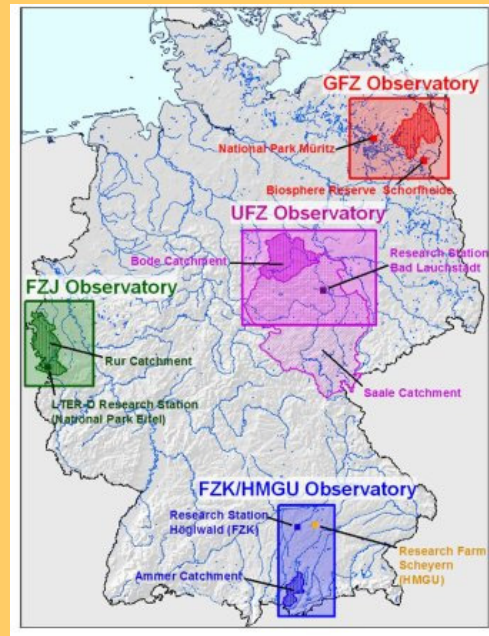 GFZ Observatory
National Park Müritz
Biosphere Reserve Schorfheide
UFZ Observatory
Bode Catchment
Research Station
Bad Lauchstädt
FZJ Observatory
Rur Catchment
LTER-D Research Station
(National Park Eifel)
Saale Catchment
FZK/HMGU Observatory
Research Station
Höglwald (FZK)
Research Farm
Scheyern
(HMGU)
Ammer Catchment